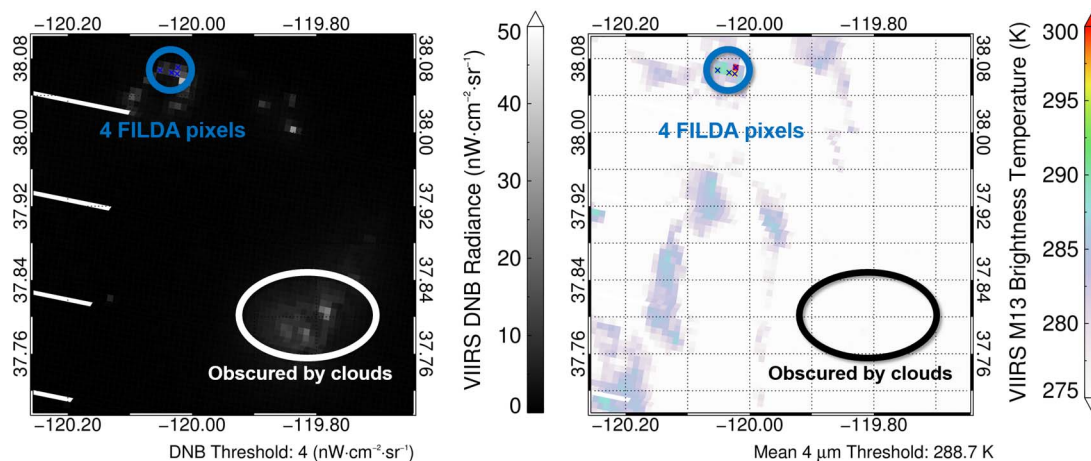 −120.20 −120.00 −119.80
38.08
38.08
38.00
38.00
37.92
37.92
37.84
37.84
37.76
37.76
4 FILDA pixels
Obscured by clouds
−120.20 −120.00 −119.80
DNB Threshold: 4 (nW·cm⁻²·sr⁻¹)
50
40
30
20
10
0
VIIRS DNB Radiance (nW·cm⁻²·sr⁻¹)
−120.20 −120.00 −119.80
38.08
38.08
38.00
38.00
37.92
37.92
37.84
37.84
37.76
37.76
4 FILDA pixels
Obscured by clouds
−120.20 −120.00 −119.80
Mean 4 μm Threshold: 288.7 K
300
295
290
285
280
275
VIIRS M13 Brightness Temperature (K)